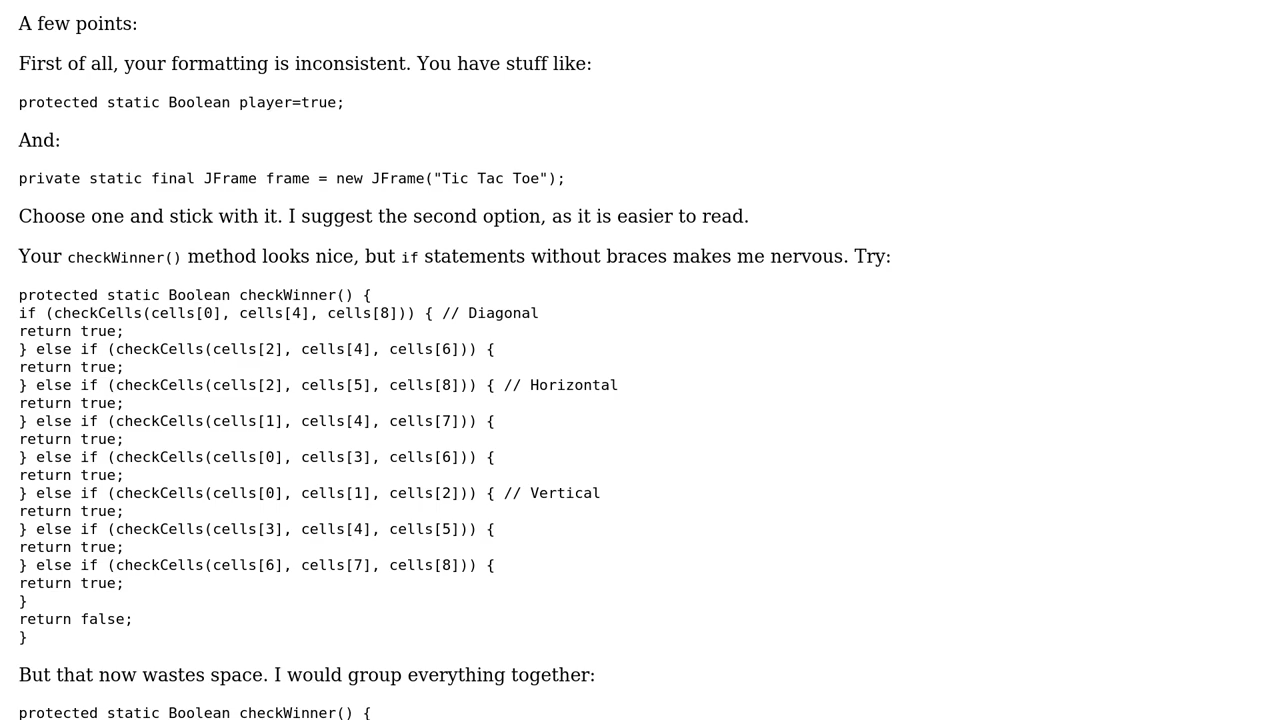 A few points:
First of all, your formatting is inconsistent. You have stuff like:
protected static Boolean player=true;
And:
private static final JFrame frame = new JFrame("Tic Tac Toe");
Choose one and stick with it. I suggest the second option, as it is easier to read.
Your checkWinner() method looks nice, but if statements without braces makes me nervous. Try:
protected static Boolean checkWinner() {
if (checkCells(cells[0], cells[4], cells[8])) { // Diagonal
return true;
} else if (checkCells(cells[2], cells[4], cells[6])) {
return true;
} else if (checkCells(cells[2], cells[5], cells[8])) { // Horizontal
return true;
} else if (checkCells(cells[1], cells[4], cells[7])) {
return true;
} else if (checkCells(cells[0], cells[3], cells[6])) {
return true;
} else if (checkCells(cells[0], cells[1], cells[2])) { // Vertical
return true;
} else if (checkCells(cells[3], cells[4], cells[5])) {
return true;
} else if (checkCells(cells[6], cells[7], cells[8])) {
return true;
}
return false;
}
But that now wastes space. I would group everything together:
protected static Boolean checkWinner() {